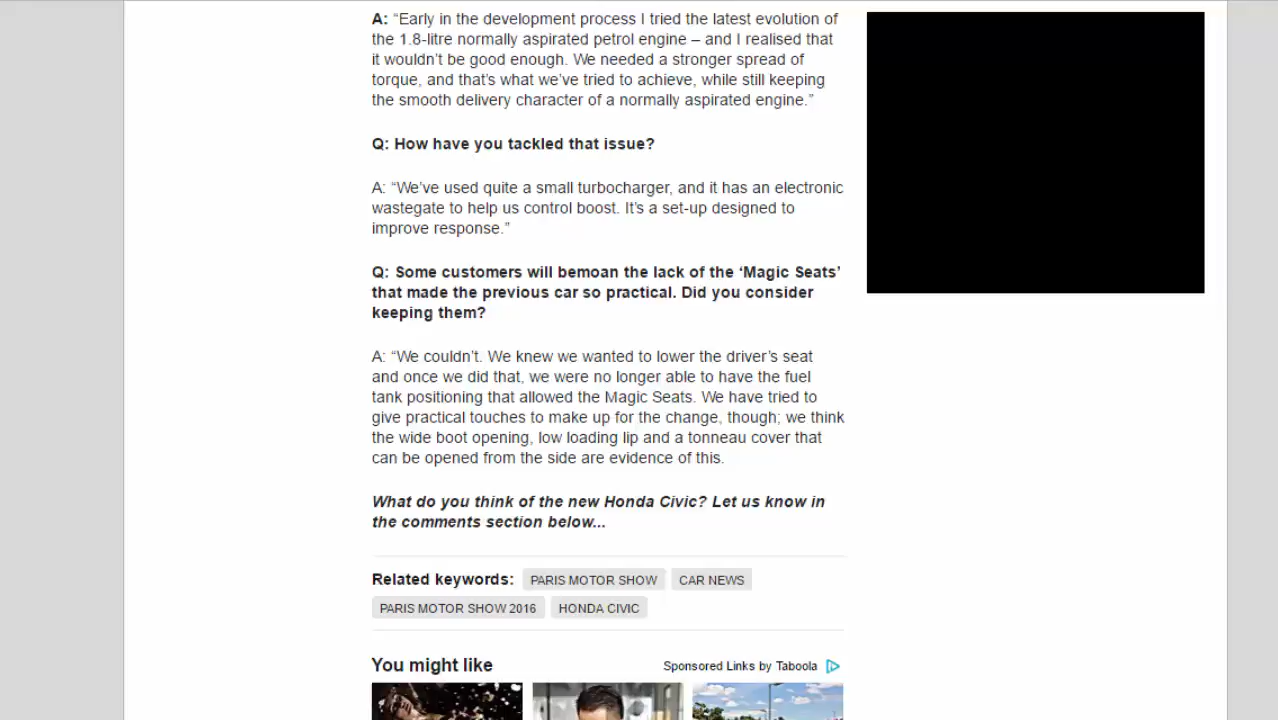 A: “Early in the development process I tried the latest evolution of
the 1.8-litre normally aspirated petrol engine – and I realised that
it wouldn’t be good enough. We needed a stronger spread of
torque, and that’s what we’ve tried to achieve, while still keeping
the smooth delivery character of a normally aspirated engine.”
Q: How have you tackled that issue?
A: “We’ve used quite a small turbocharger, and it has an electronic
wastegate to help us control boost. It’s a set-up designed to
improve response.”
Q: Some customers will bemoan the lack of the ‘Magic Seats’
that made the previous car so practical. Did you consider
keeping them?
A: “We couldn’t. We knew we wanted to lower the driver’s seat
and once we did that, we were no longer able to have the fuel
tank positioning that allowed the Magic Seats. We have tried to
give practical touches to make up for the change, though; we think
the wide boot opening, low loading lip and a tonneau cover that
can be opened from the side are evidence of this.
What do you think of the new Honda Civic? Let us know in
the comments section below...
Related keywords: PARIS MOTOR SHOW CAR NEWS
PARIS MOTOR SHOW 2016 HONDA CIVIC
You might like Sponsored Links by Taboola